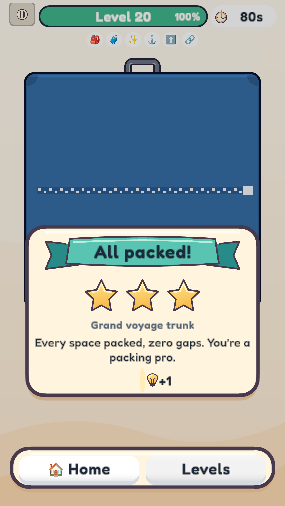 Level 20
100%
80s
All packed!
Grand voyage trunk
Every space packed, zero gaps. You're a
packing pro.
+1
Home
Levels